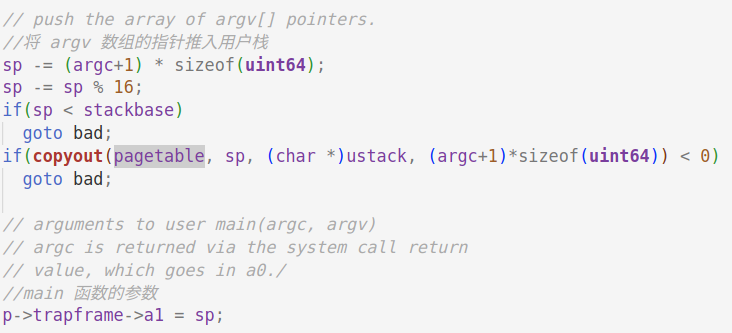 // push the array of argv[] pointers.
//将 argv 数组的指针推入用户栈
sp -= (argc+1) * sizeof(uint64);
sp -= sp % 16;
if(sp < stackbase)
  goto bad;
if(copyout(pagetable, sp, (char *)ustack, (argc+1)*sizeof(uint64)) < 0)
  goto bad;
// arguments to user main(argc, argv)
// argc is returned via the system call return
// value, which goes in a0./
//main 函数的参数
p->trapframe->a1 = sp;